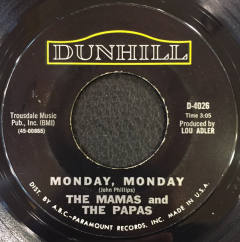 DUNHILL
Trousdale Music
Pub., Inc. (BMI)
(45-60868)
D-4026
Time 3:05
Produced by
LOU ADLER
MONDAY, MONDAY
(John Phillips)
THE MAMAS and
THE PAPAS
DIST. BY A.B.C.-PARAMOUNT RECORDS, INC. MADE IN U.S.A.